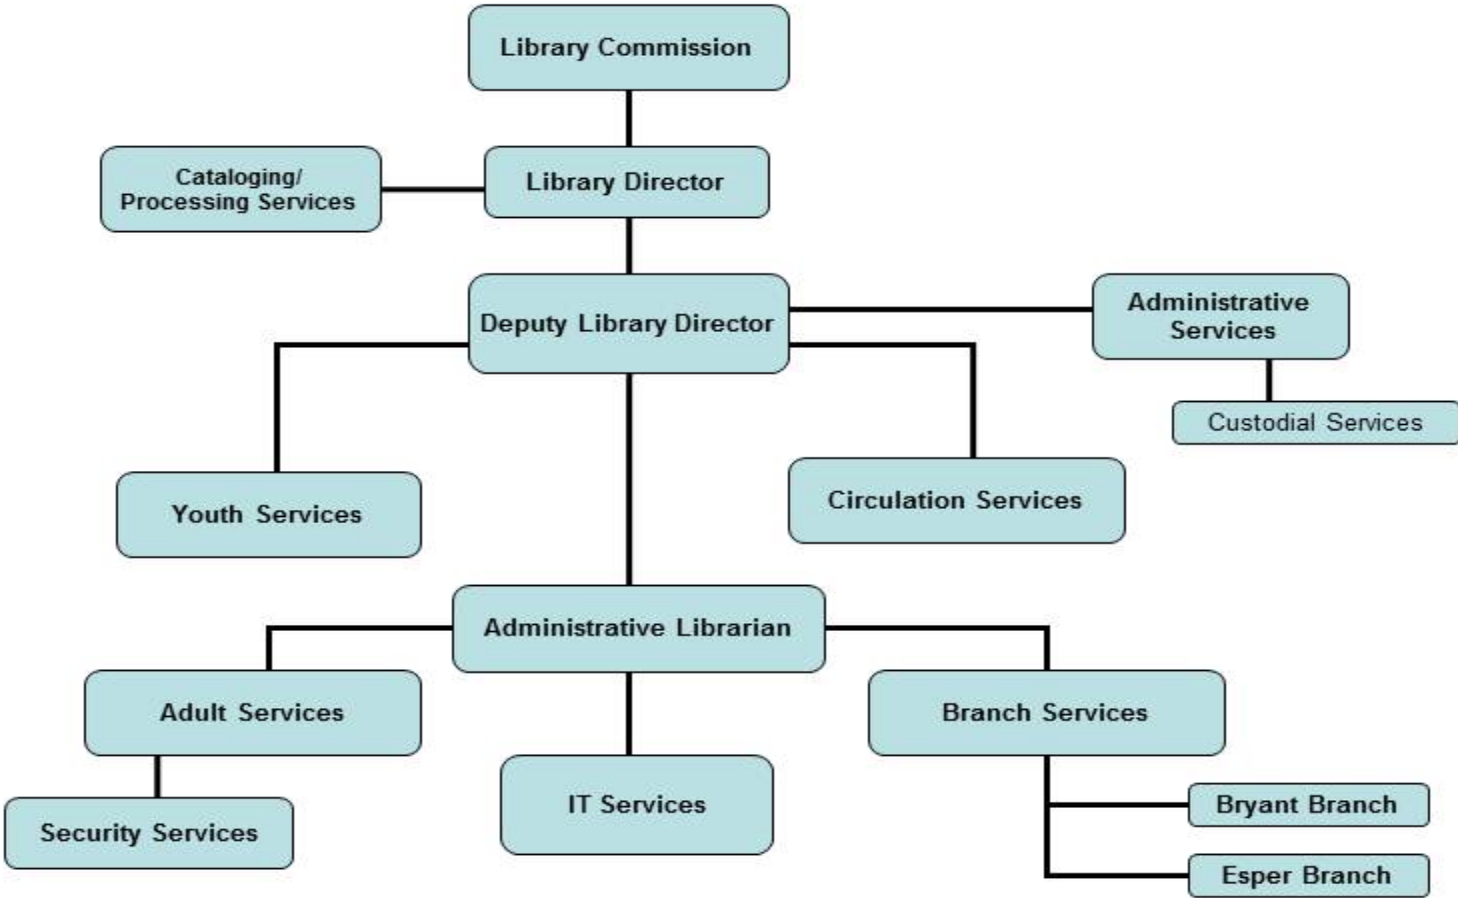 Library Commission
Cataloging/
Processing Services
Library Director
Deputy Library Director
Administrative
Services
Custodial Services
Youth Services
Circulation Services
Administrative Librarian
Adult Services
Branch Services
IT Services
Security Services
Bryant Branch
Esper Branch